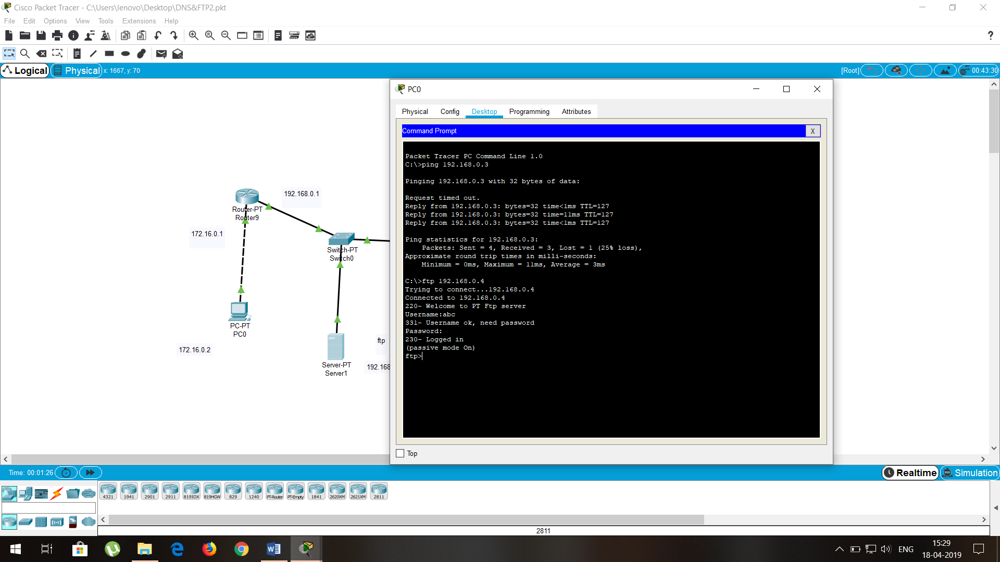 Cisco Packet Tracer - C:\Users\lenovo\Desktop\DNS&FTP2.pkt
File Edit Options View Tools Extensions Help
?
Logical Physical x: 1667, y: 70 [Root] 00:43:30
PC0
Physical Config Desktop Programming Attributes
Command Prompt X
Packet Tracer PC Command Line 1.0
C:\>ping 192.168.0.3
Pinging 192.168.0.3 with 32 bytes of data:
Request timed out.
Reply from 192.168.0.3: bytes=32 time<1ms TTL=127
Reply from 192.168.0.3: bytes=32 time=11ms TTL=127
Reply from 192.168.0.3: bytes=32 time<1ms TTL=127
Ping statistics for 192.168.0.3:
Packets: Sent = 4, Received = 3, Lost = 1 (25% loss),
Approximate round trip times in milli-seconds:
Minimum = 0ms, Maximum = 11ms, Average = 3ms
C:\>ftp 192.168.0.4
Trying to connect...192.168.0.4
Connected to 192.168.0.4
220- Welcome to PT Ftp server
Username:abc
331- Username ok, need password
Password:
230- Logged in
(passive mode On)
ftp>
Top
192.168.0.1
Router-PT
Router9
172.16.0.1
Switch-PT
Switch0
PC-PT
PC0
172.16.0.2
ftp
Server-PT
Server1
192.168
Time: 00:01:26 Realtime Simulation
4321 1941 2901 2911 819IOX 819HGW 829 1240 PT-Router PT-Empty 1841 2620XM 2621XM 2811
2811
ENG 15:29
18-04-2019